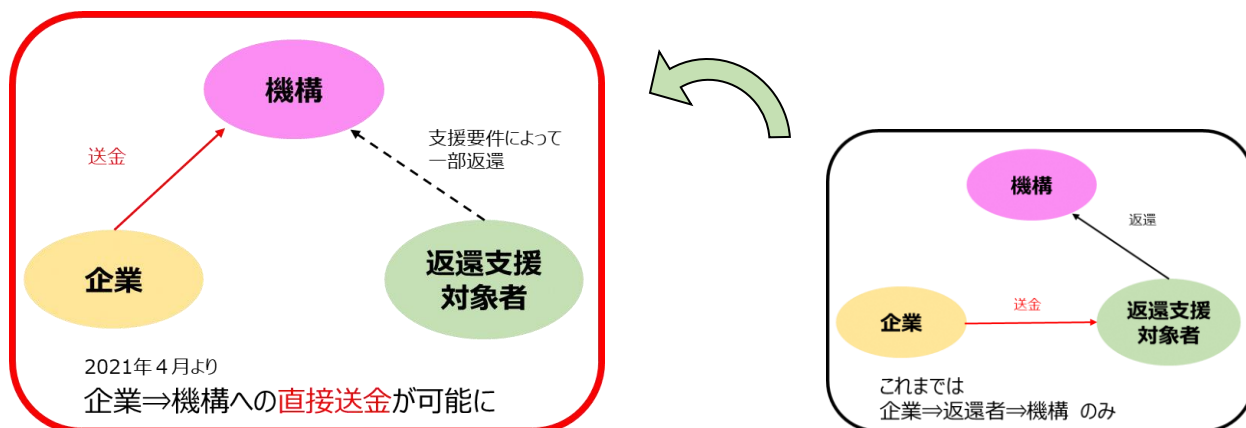 機構
送金
支援要件によって
一部返還
企業
返還支援
対象者
2021年4月より
企業⇒機構への直接送金が可能に
機構
返還
企業
送金
返還支援
対象者
これまでは
企業⇒返還者⇒機構 のみ